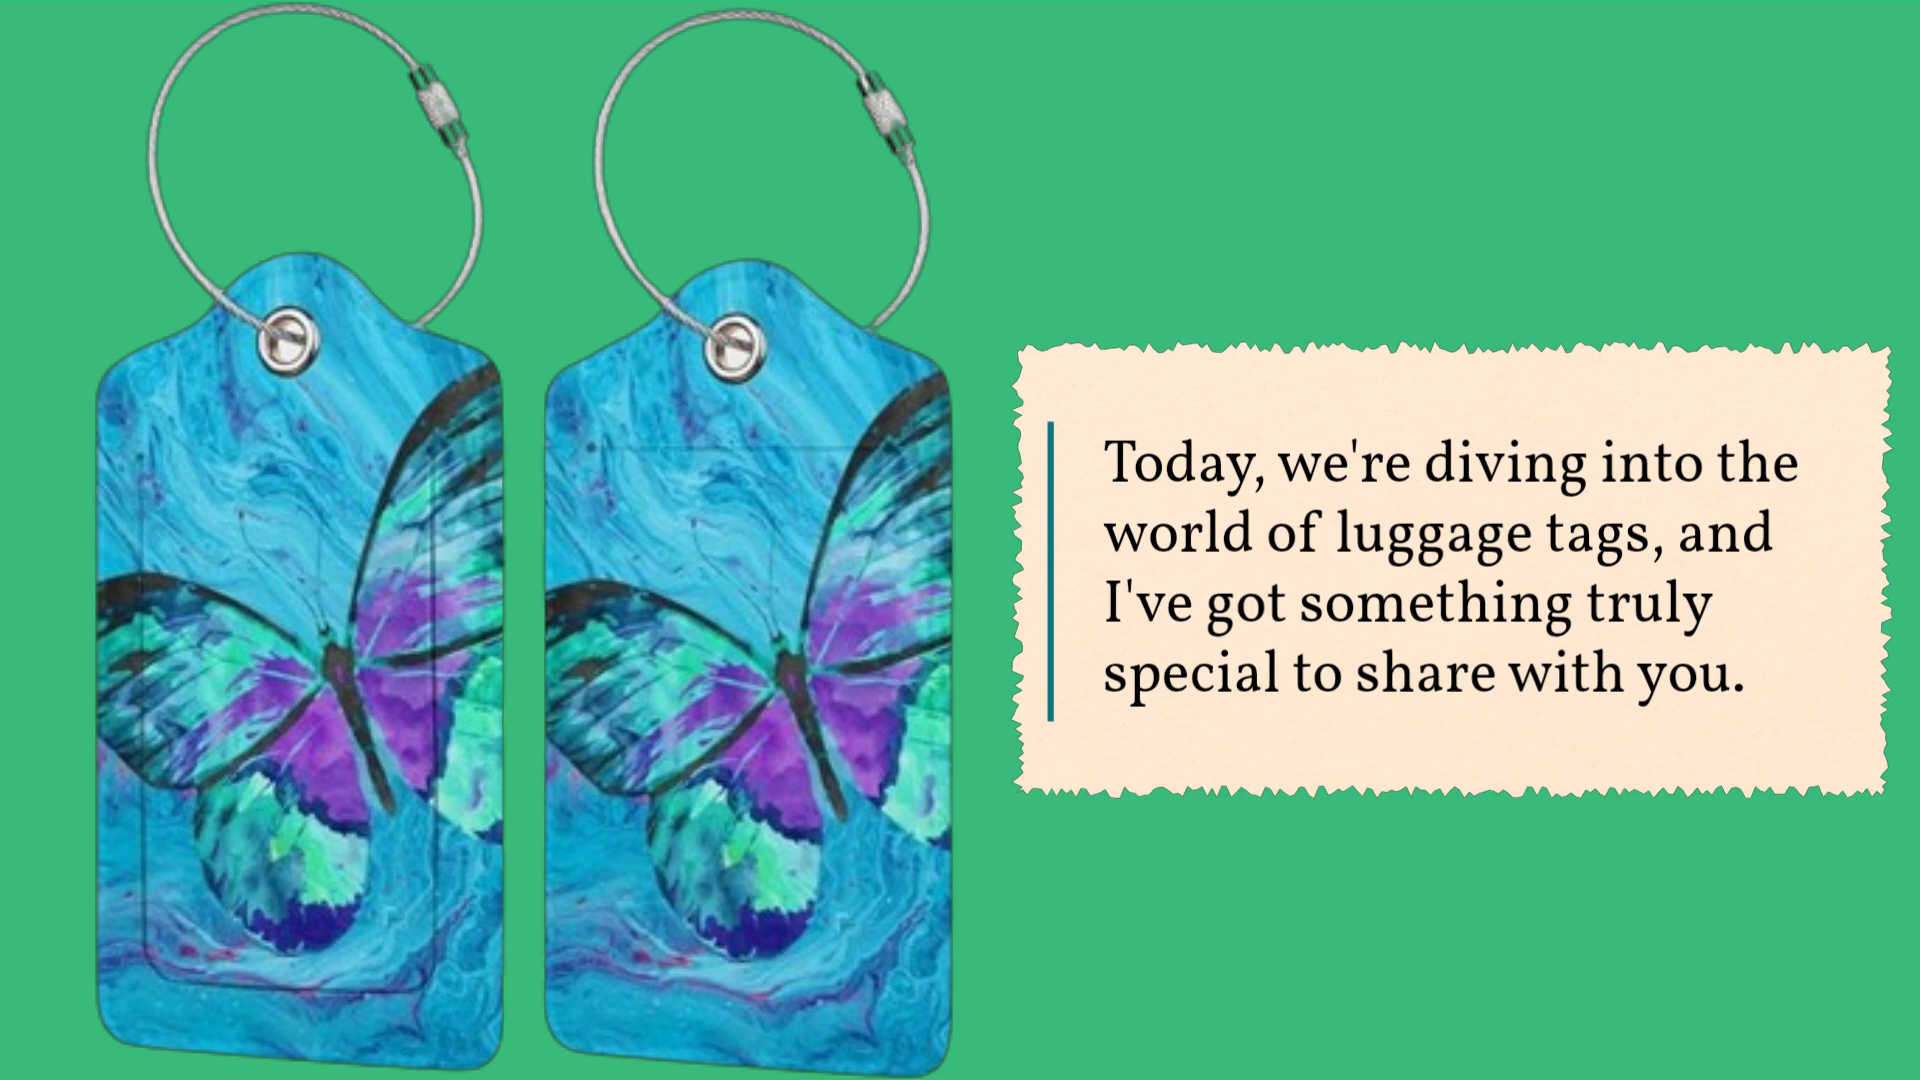 Today, we're diving into the
world of luggage tags, and
I've got something truly
special to share with you.